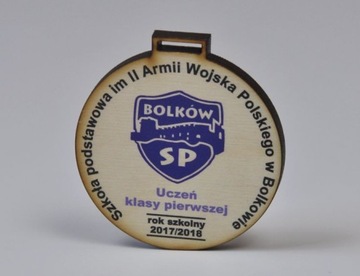 Szkoła podstawowa im II Armii Wojska Polskiego w Bolkowie
BOLKÓW
SP
Uczeń
klasy pierwszej
rok szkolny
2017/2018